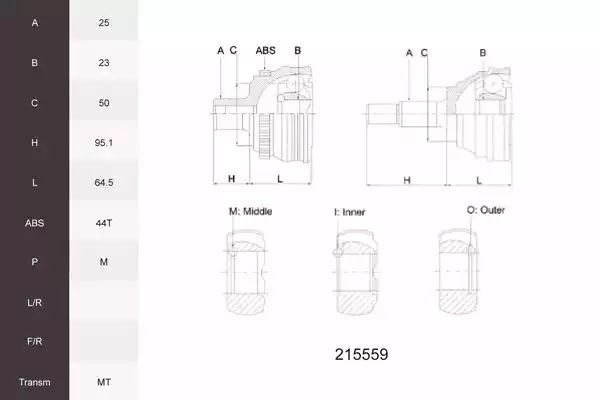 A 25
B 23
C 50
H 95.1
L 64.5
ABS 44T
P M
L/R
F/R
Transm MT
A C ABS B
A C B
H L
H L
M: Middle
I: Inner
O: Outer
215559